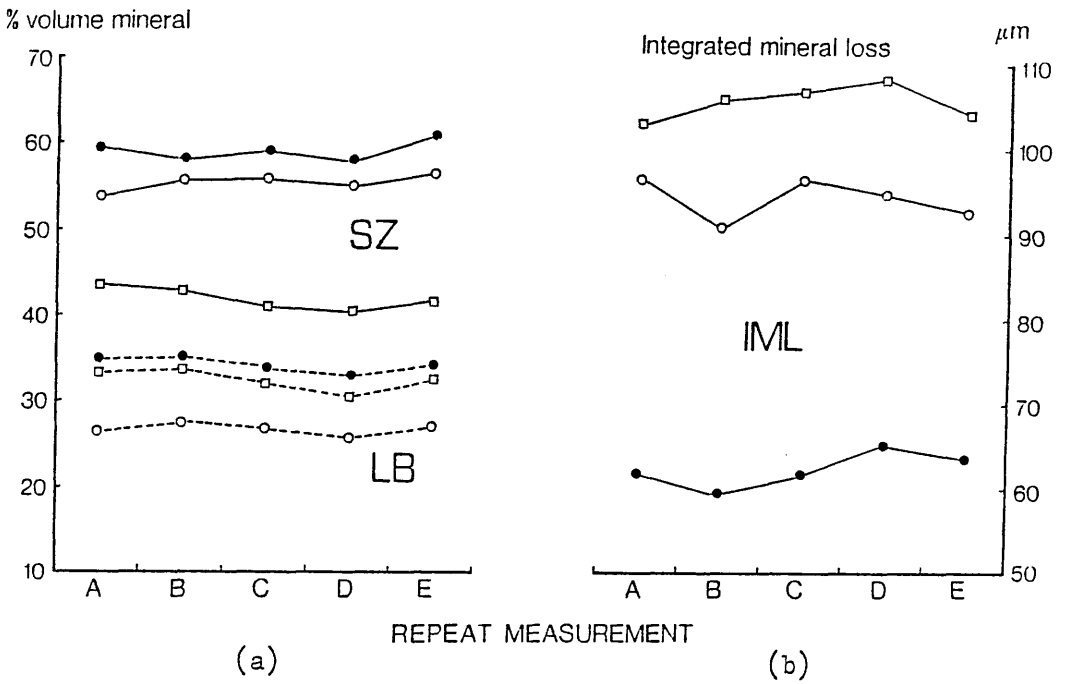 % volume mineral
70
60
50
40
30
20
10
SZ
LB
A B C D E
(a)
Integrated mineral loss
μm
110
100
90
80
70
60
50
IML
A B C D E
(b)
REPEAT MEASUREMENT